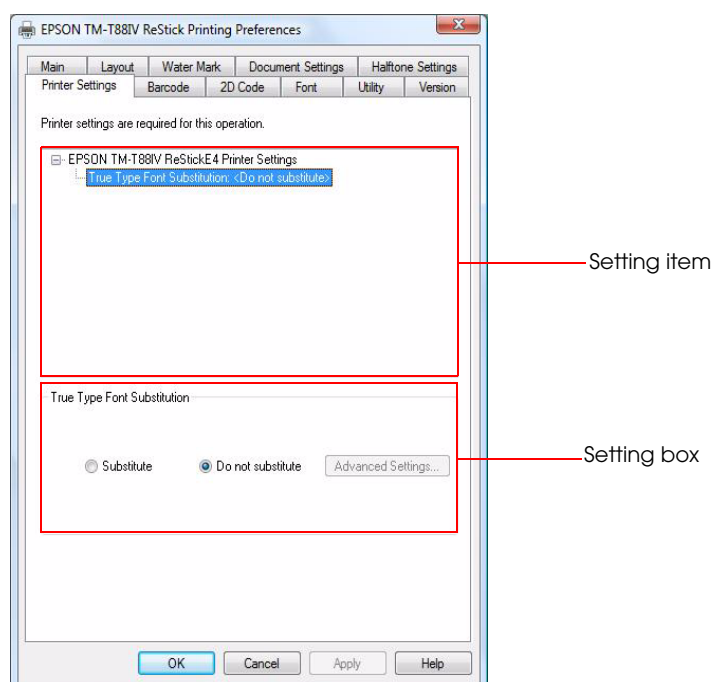 EPSON TM-T88IV ReStick Printing Preferences
Main Layout Water Mark Document Settings Halftone Settings
Printer Settings Barcode 2D Code Font Utility Version
Printer settings are required for this operation.
EPSON TM-T88IV ReStickE4 Printer Settings
True Type Font Substitution: <Do not substitute>
Setting item
True Type Font Substitution
Substitute Do not substitute Advanced Settings...
Setting box
OK Cancel Apply Help